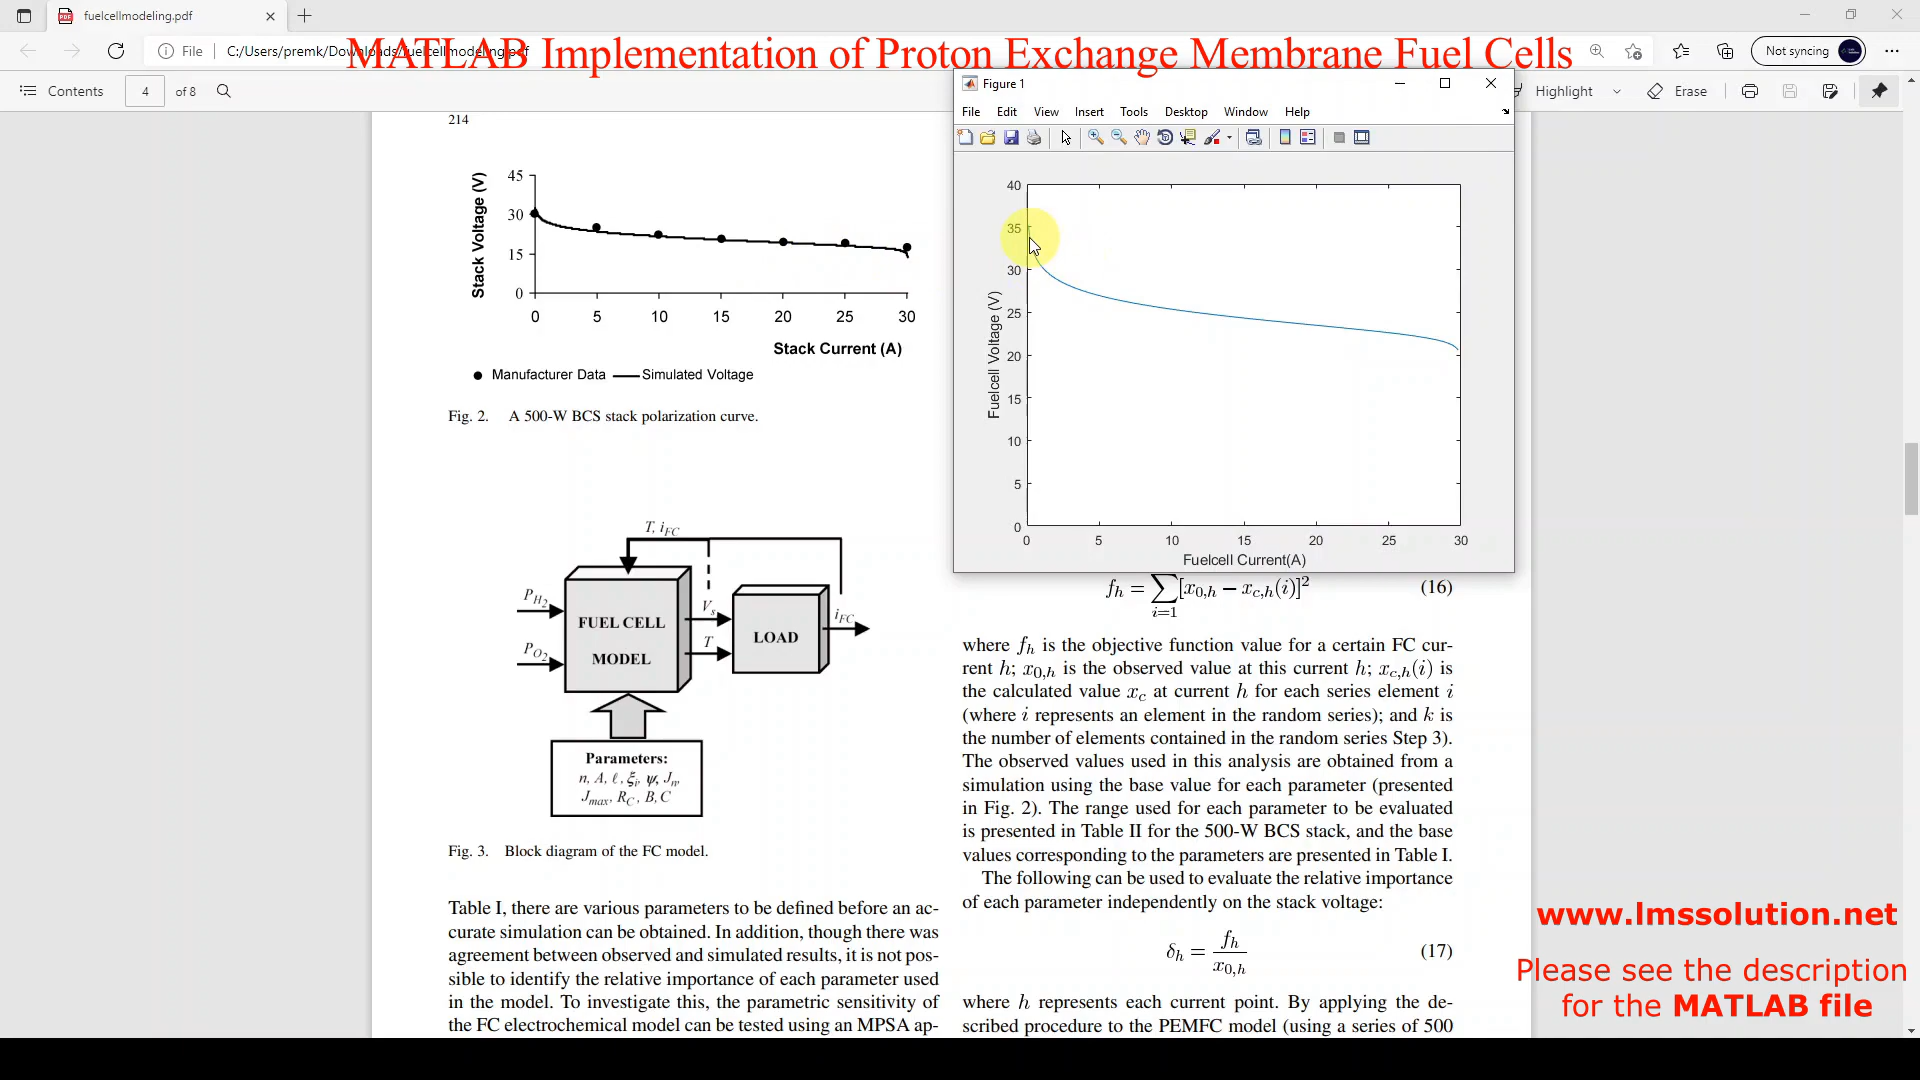 fuelcellmodeling.pdf
File C:/Users/premk/Downloads/fuelcellmodeling.pdf
MATLAB Implementation of Proton Exchange Membrane Fuel Cells
Not syncing
Contents 4 of 8
Highlight Erase
214
45
30
15
0
Stack Voltage (V)
0 5 10 15 20 25 30
Stack Current (A)
Manufacturer Data Simulated Voltage
Fig. 2. A 500-W BCS stack polarization curve.
T, iFC
PH2
PO2
FUEL CELL
MODEL
Vs
T
LOAD
iFC
Parameters:
n, A, ℓ, ξi, ψ, Jn,
Jmax, RC, B, C
Fig. 3. Block diagram of the FC model.
Table I, there are various parameters to be defined before an ac-
curate simulation can be obtained. In addition, though there was
agreement between observed and simulated results, it is not pos-
sible to identify the relative importance of each parameter used
in the model. To investigate this, the parametric sensitivity of
the FC electrochemical model can be tested using an MPSA ap-
Figure 1
File Edit View Insert Tools Desktop Window Help
40
35
30
25
20
15
10
5
0
Fuelcell Voltage (V)
0 5 10 15 20 25 30
Fuelcell Current(A)
fh = ∑i=1 [x0,h − xc,h(i)]² (16)
where fh is the objective function value for a certain FC cur-
rent h; x0,h is the observed value at this current h; xc,h(i) is
the calculated value xc at current h for each series element i
(where i represents an element in the random series); and k is
the number of elements contained in the random series Step 3).
The observed values used in this analysis are obtained from a
simulation using the base value for each parameter (presented
in Fig. 2). The range used for each parameter to be evaluated
is presented in Table II for the 500-W BCS stack, and the base
values corresponding to the parameters are presented in Table I.
The following can be used to evaluate the relative importance
of each parameter independently on the stack voltage:
δh = fh / x0,h (17)
where h represents each current point. By applying the de-
scribed procedure to the PEMFC model (using a series of 500
www.lmssolution.net
Please see the description
for the MATLAB file